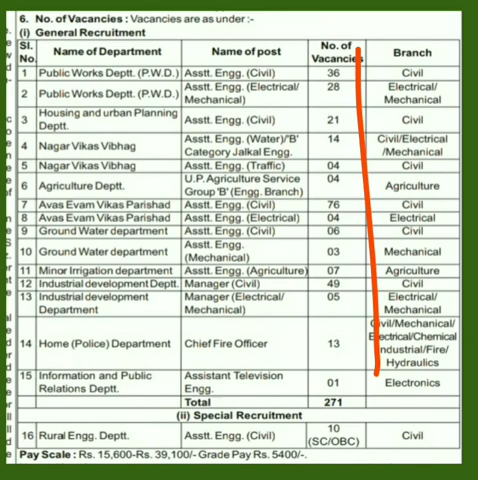 6. No. of Vacancies : Vacancies are as under :-
(i) General Recruitment
Sl. No. Name of Department Name of post No. of Vacancies Branch
1 Public Works Deptt. (P.W.D.) Asstt. Engg. (Civil) 36 Civil
2 Public Works Deptt. (P.W.D.) Asstt. Engg. (Electrical/ Mechanical) 28 Electrical/ Mechanical
3 Housing and urban Planning Deptt. Asstt. Engg. (Civil) 21 Civil
4 Nagar Vikas Vibhag Asstt. Engg. (Water)/'B' Category Jalkal Engg. 14 Civil/Electrical /Mechanical
5 Nagar Vikas Vibhag Asstt. Engg. (Traffic) 04 Civil
6 Agriculture Deptt. U.P. Agriculture Service Group 'B' (Engg. Branch) 04 Agriculture
7 Avas Evam Vikas Parishad Asstt. Engg. (Civil) 76 Civil
8 Avas Evam Vikas Parishad Asstt. Engg. (Electrical) 04 Electrical
9 Ground Water department Asstt. Engg. (Civil) 06 Civil
10 Ground Water department Asstt. Engg. (Mechanical) 03 Mechanical
11 Minor Irrigation department Asstt. Engg. (Agriculture) 07 Agriculture
12 Industrial development Deptt. Manager (Civil) 49 Civil
13 Industrial development Department Manager (Electrical/ Mechanical) 05 Electrical/ Mechanical
14 Home (Police) Department Chief Fire Officer 13 Civil/Mechanical/ Electrical/Chemical Industrial/Fire/ Hydraulics
15 Information and Public Relations Deptt. Assistant Television Engg. 01 Electronics
Total 271
(ii) Special Recruitment
16 Rural Engg. Deptt. Asstt. Engg. (Civil) 10 (SC/OBC) Civil
Pay Scale : Rs. 15,600-Rs. 39,100/- Grade Pay Rs. 5400/-.